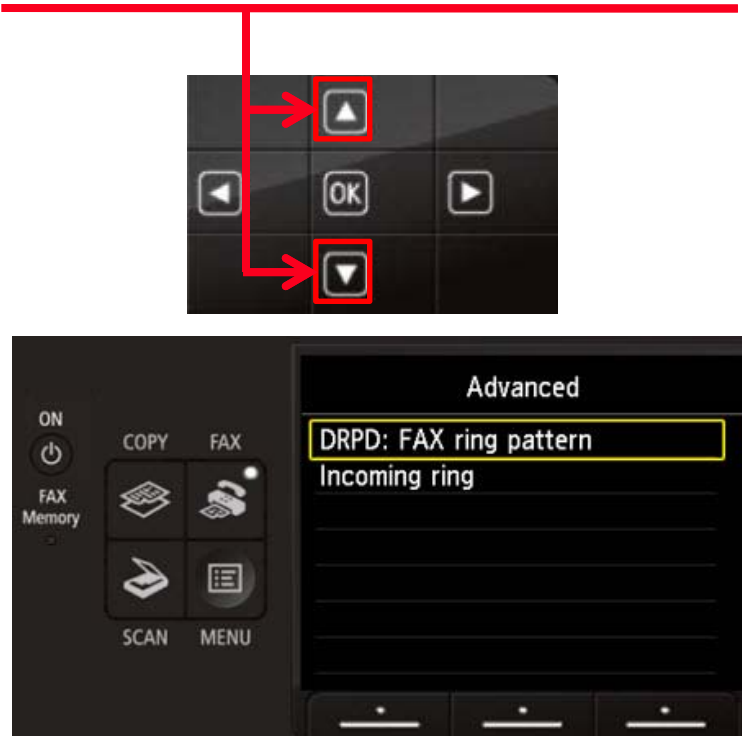 OK
Advanced
ON
COPY FAX
DRPD: FAX ring pattern
Incoming ring
FAX
Memory
SCAN MENU